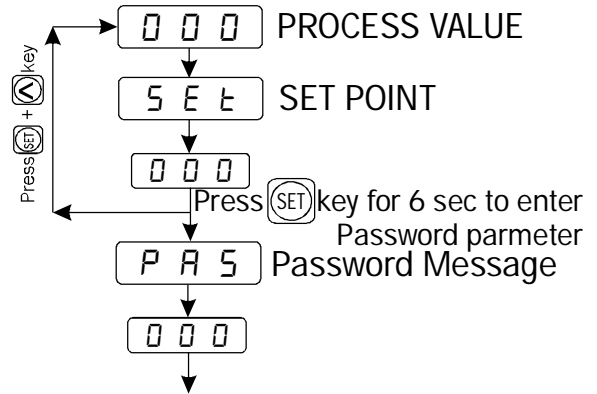 000 PROCESS VALUE
SEt SET POINT
000
Press SET key for 6 sec to enter
Password parmeter
PAS Password Message
000
Press SET + < key